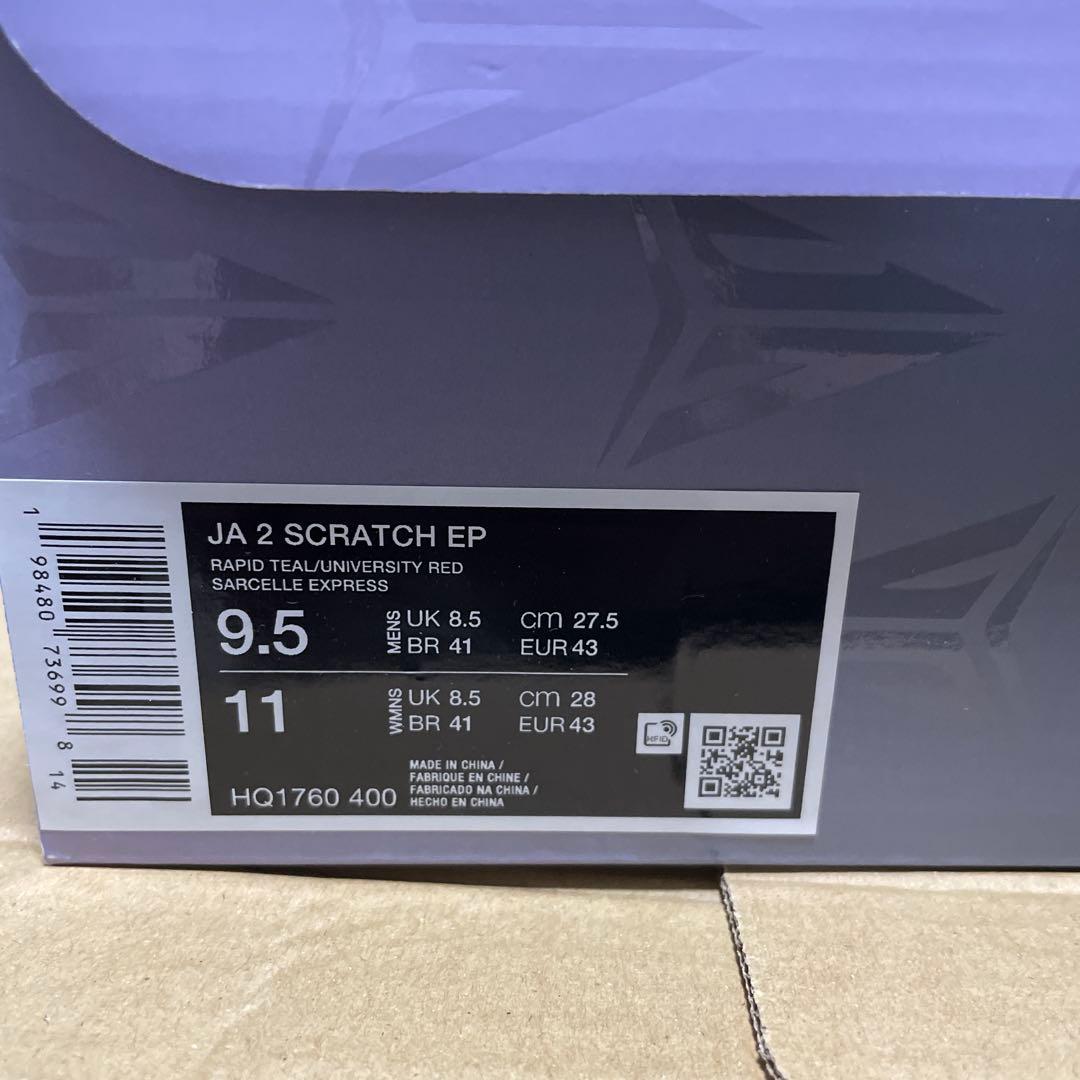 JA 2 SCRATCH EP
RAPID TEAL/UNIVERSITY RED
SARCELLE EXPRESS
9.5 MENS UK 8.5 cm 27.5
BR 41 EUR 43
11 WMNS UK 8.5 cm 28
BR 41 EUR 43
HQ1760 400
MADE IN CHINA /
FABRIQUE EN CHINE /
FABRICADO NA CHINA /
HECHO EN CHINA
RFID
1 98480 73699 8 14